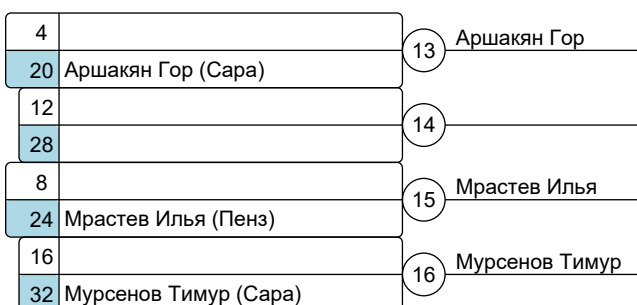 4
Аршакян Гор
13
20 Аршакян Гор (Сара)
12
14
28
8
Мрастев Илья
15
24 Мрастев Илья (Пенз)
16
Мурсенов Тимур
16
32 Мурсенов Тимур (Сара)